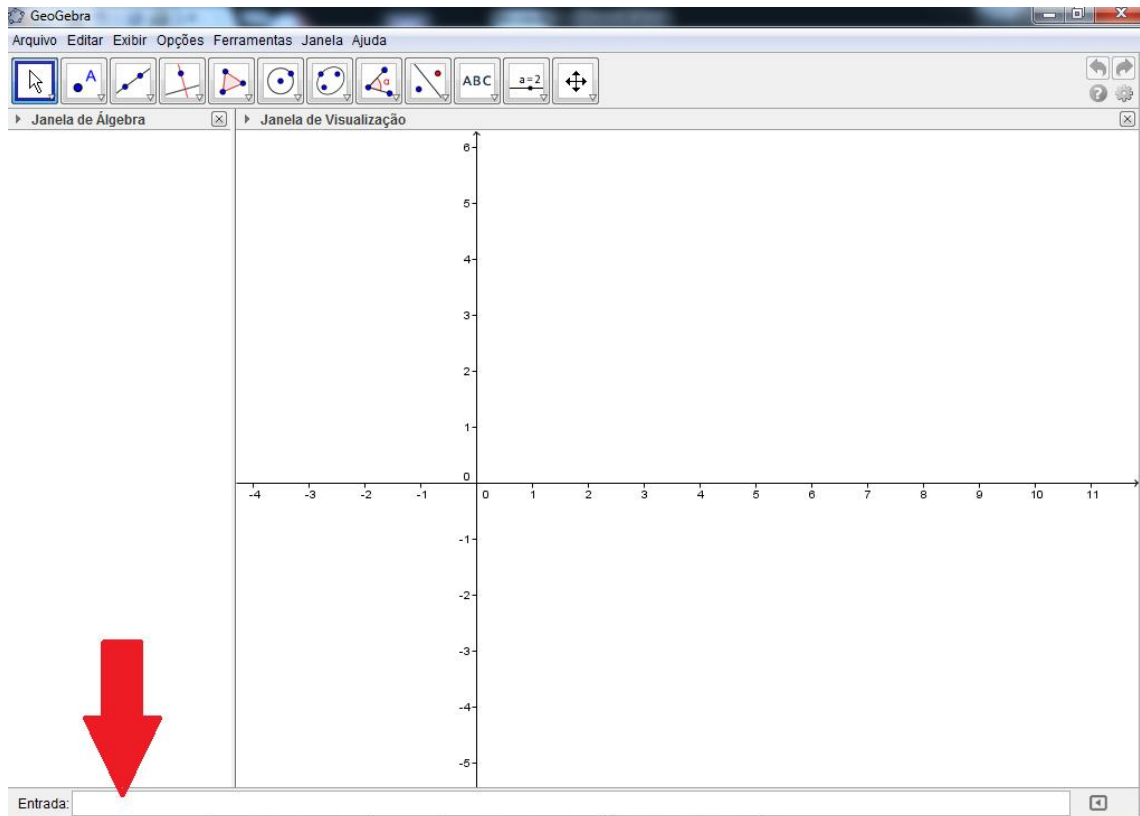 GeoGebra
Arquivo Editar Exibir Opções Ferramentas Janela Ajuda
A
α
ABC
a=2
Janela de Álgebra
Janela de Visualização
6
5
4
3
2
1
0
-4 -3 -2 -1 0 1 2 3 4 5 6 7 8 9 10 11
-1
-2
-3
-4
-5
Entrada: